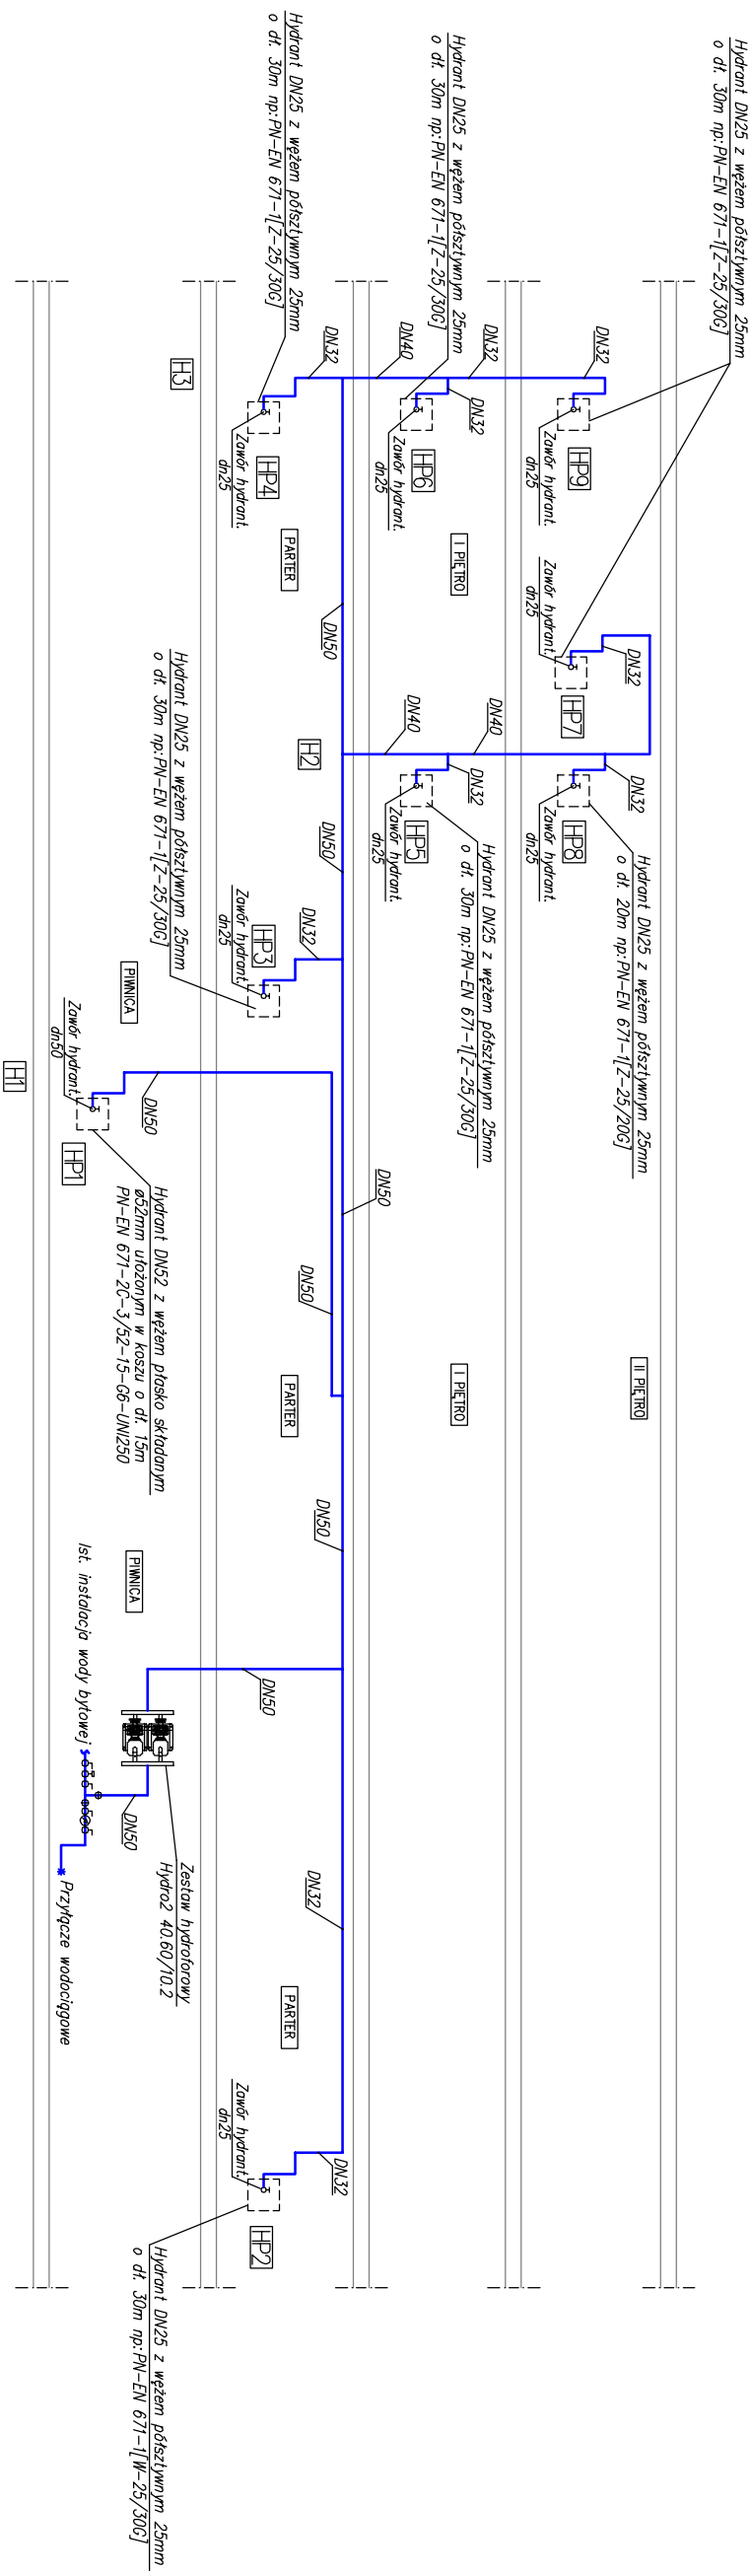 Hydrant DN25 z wężem półsztywnym 25mm
o dł. 30m np:PN-EN 671-1[Z-25/30G]
Hydrant DN25 z wężem półsztywnym 25mm
o dł. 30m np:PN-EN 671-1[Z-25/30G]
Hydrant DN25 z wężem półsztywnym 25mm
o dł. 30m np:PN-EN 671-1[Z-25/30G]
DN32
HP9
Zawór hydrant.
dn25
DN32
DN32
DN40
HP6
Zawór hydrant.
dn25
DN32
H3
HP4
Zawór hydrant.
dn25
I PIĘTRO
PARTER
Zawór hydrant.
dn25
DN32
HP7
DN50
DN40
DN40
H2
DN32
HP8
Zawór hydrant.
dn25
DN32
HP5
Zawór hydrant.
dn25
Hydrant DN25 z wężem półsztywnym 25mm
o dł. 20m np:PN-EN 671-1[Z-25/20G]
Hydrant DN25 z wężem półsztywnym 25mm
o dł. 30m np:PN-EN 671-1[Z-25/30G]
Hydrant DN25 z wężem półsztywnym 25mm
o dł. 30m np:PN-EN 671-1[Z-25/30G]
DN50
DN32
HP3
Zawór hydrant.
dn25
PIWNICA
Zawór hydrant.
dn50
H1
DN50
HP1
Hydrant DN52 z wężem płasko składanym
ø52mm ułożonym w koszu o dł. 15m
PN-EN 671-2C-3/52-15-G6-UNI250
DN50
DN50
II PIĘTRO
I PIĘTRO
PARTER
DN50
PIWNICA
Ist. instalacja wody bytowej
DN50
DN50
Zestaw hydroforowy
Hydro2 40.60/10.2
Przyłącze wodociągowe
DN32
PARTER
Zawór hydrant.
dn25
DN32
HP2
Hydrant DN25 z wężem półsztywnym 25mm
o dł. 30m np:PN-EN 671-1[W-25/30G]